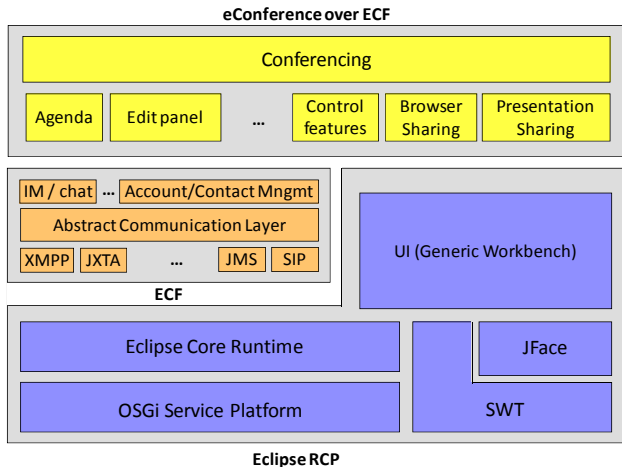 eConference over ECF
Conferencing
Agenda
Edit panel
...
Control
features
Browser
Sharing
Presentation
Sharing
IM / chat
...
Account/Contact Mngmt
Abstract Communication Layer
XMPP
JXTA
...
JMS
SIP
ECF
UI (Generic Workbench)
Eclipse Core Runtime
JFace
OSGi Service Platform
SWT
Eclipse RCP